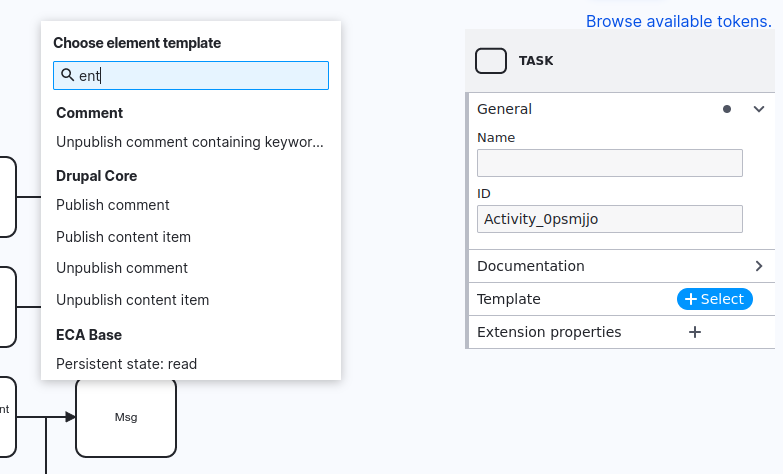 Browse available tokens.
Choose element template
ent
Comment
Unpublish comment containing keywor...
Drupal Core
Publish comment
Publish content item
Unpublish comment
Unpublish content item
ECA Base
Persistent state: read
nt
Msg
TASK
General
Name
ID
Activity_0psmjjo
Documentation
Template
Select
Extension properties